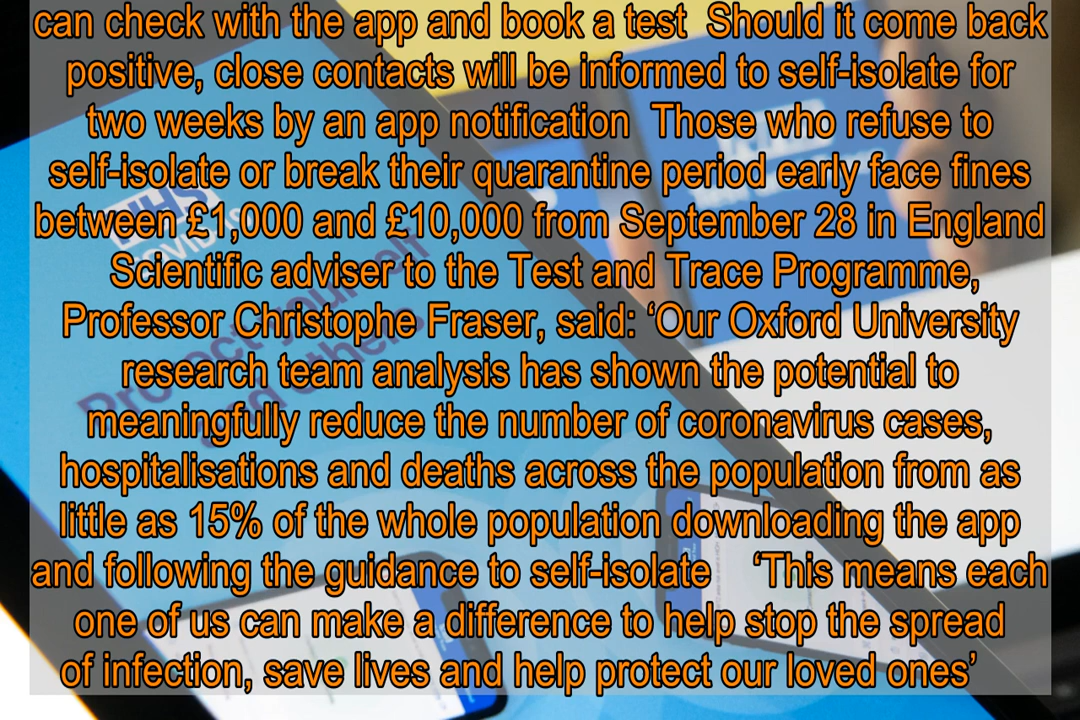 can check with the app and book a test  Should it come back
positive, close contacts will be informed to self-isolate for
two weeks by an app notification  Those who refuse to
self-isolate or break their quarantine period early face fines
between £1,000 and £10,000 from September 28 in England
Scientific adviser to the Test and Trace Programme,
Professor Christophe Fraser, said: ‘Our Oxford University
research team analysis has shown the potential to
meaningfully reduce the number of coronavirus cases,
hospitalisations and deaths across the population from as
little as 15% of the whole population downloading the app
and following the guidance to self-isolate    ‘This means each
one of us can make a difference to help stop the spread
of infection, save lives and help protect our loved ones’
NHS
Protect yourself